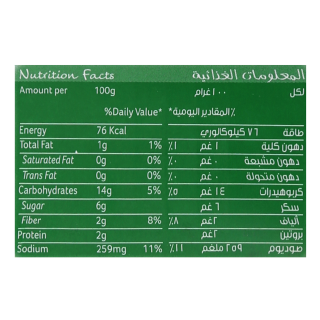 Nutrition Facts المعلومات الغذائية
Amount per 100g لكل ١٠٠ غرام
%Daily Value* ٪المقادير اليومية*
Energy 76 Kcal طاقة ٧٦ كيلوكالوري
Total Fat 1g 1% دهون كلية ١ غم ١٪
Saturated Fat 0g 0% دهون مشبعة ٠ غم ٠٪
Trans Fat 0g 0% دهون متحولة ٠ غم ٠٪
Carbohydrates 14g 5% كربوهيدرات ١٤ غم ٥٪
Sugar 6g سكر ٦ غم
Fiber 2g 8% ألياف ٢غم ٨٪
Protein 2g بروتين ٢غم
Sodium 259mg 11% صوديوم ٢٥٩ ملغم ١١٪